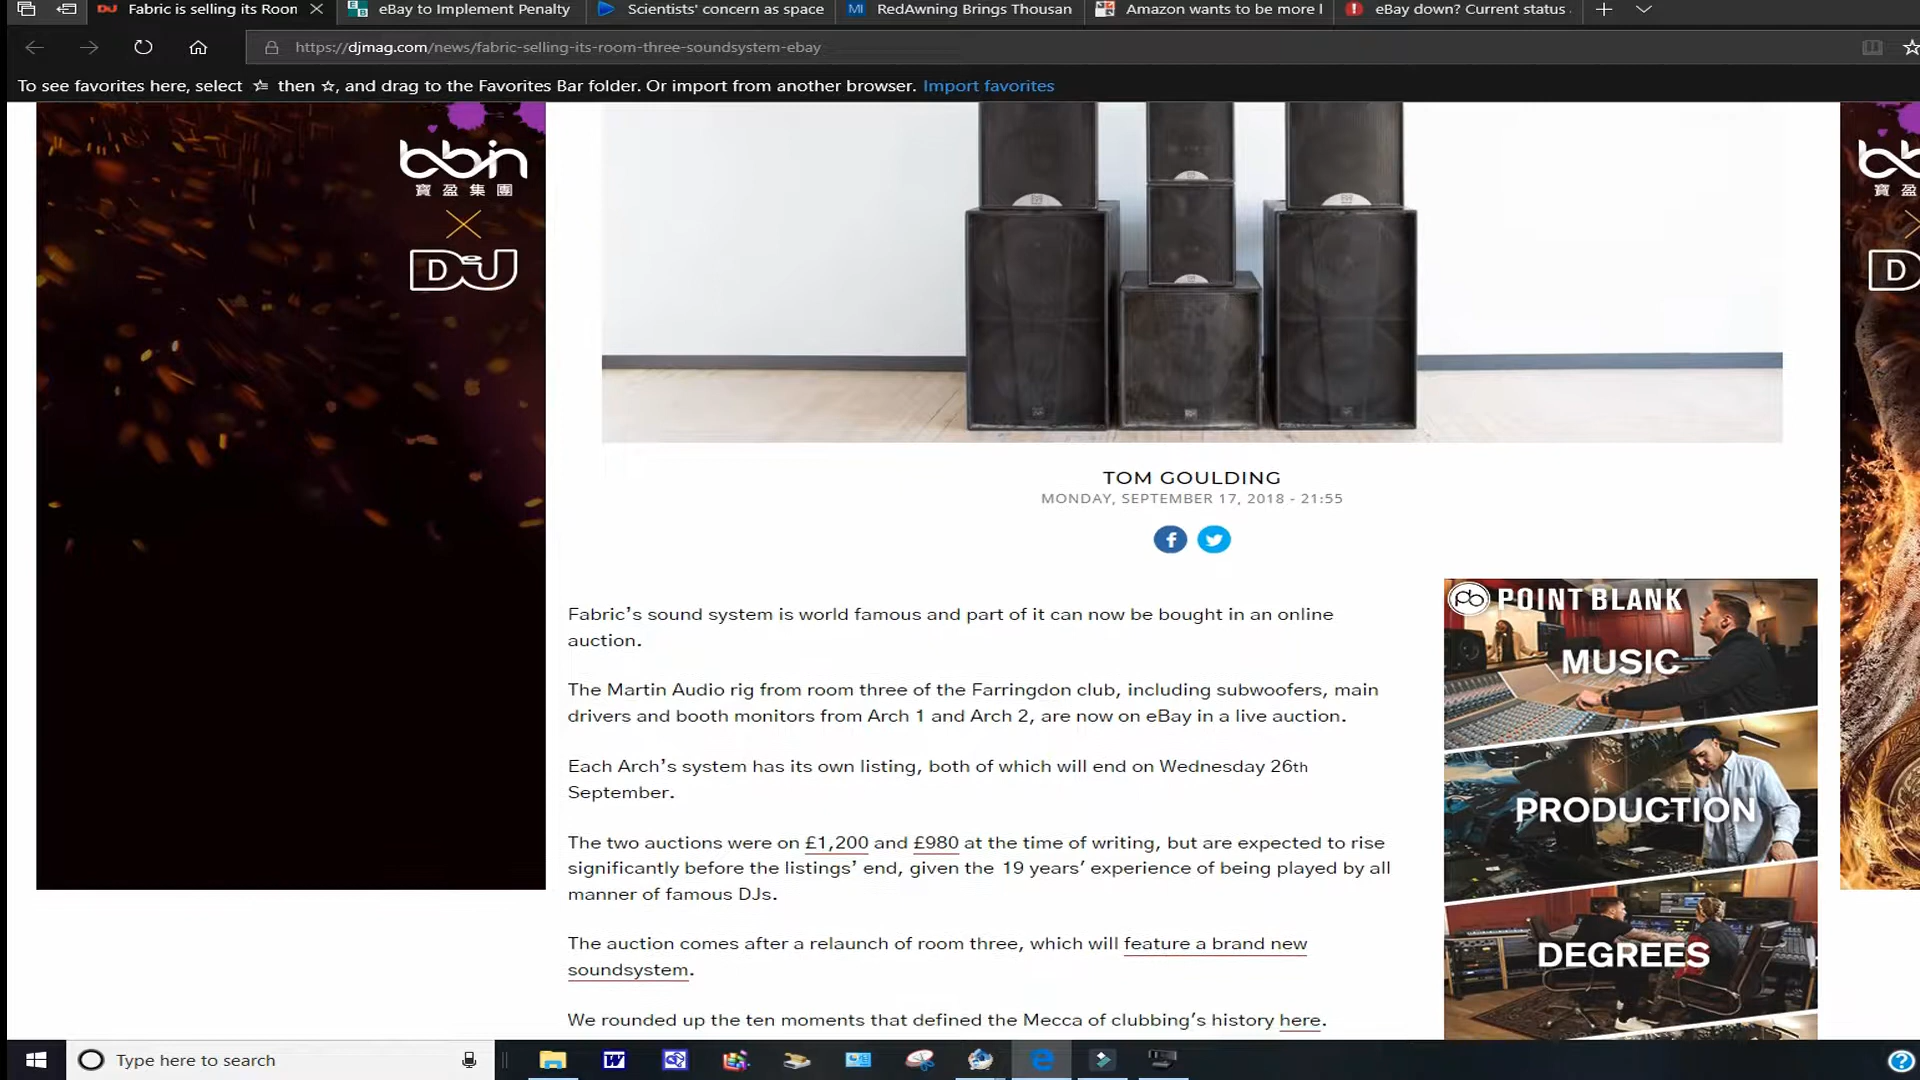 Fabric is selling its Roon
eBay to Implement Penalty
Scientists' concern as space
MI RedAwning Brings Thousan
Amazon wants to be more l
eBay down? Current status
https://djmag.com/news/fabric-selling-its-room-three-soundsystem-ebay
To see favorites here, select then ☆, and drag to the Favorites Bar folder. Or import from another browser. Import favorites
bbin
寶盈集團
X
DJ
bb
寶盈
D
TOM GOULDING
MONDAY, SEPTEMBER 17, 2018 - 21:55
Fabric's sound system is world famous and part of it can now be bought in an online
auction.
The Martin Audio rig from room three of the Farringdon club, including subwoofers, main
drivers and booth monitors from Arch 1 and Arch 2, are now on eBay in a live auction.
Each Arch's system has its own listing, both of which will end on Wednesday 26th
September.
The two auctions were on £1,200 and £980 at the time of writing, but are expected to rise
significantly before the listings' end, given the 19 years' experience of being played by all
manner of famous DJs.
The auction comes after a relaunch of room three, which will feature a brand new
soundsystem.
We rounded up the ten moments that defined the Mecca of clubbing's history here.
pb POINT BLANK
MUSIC
PRODUCTION
DEGREES
Type here to search